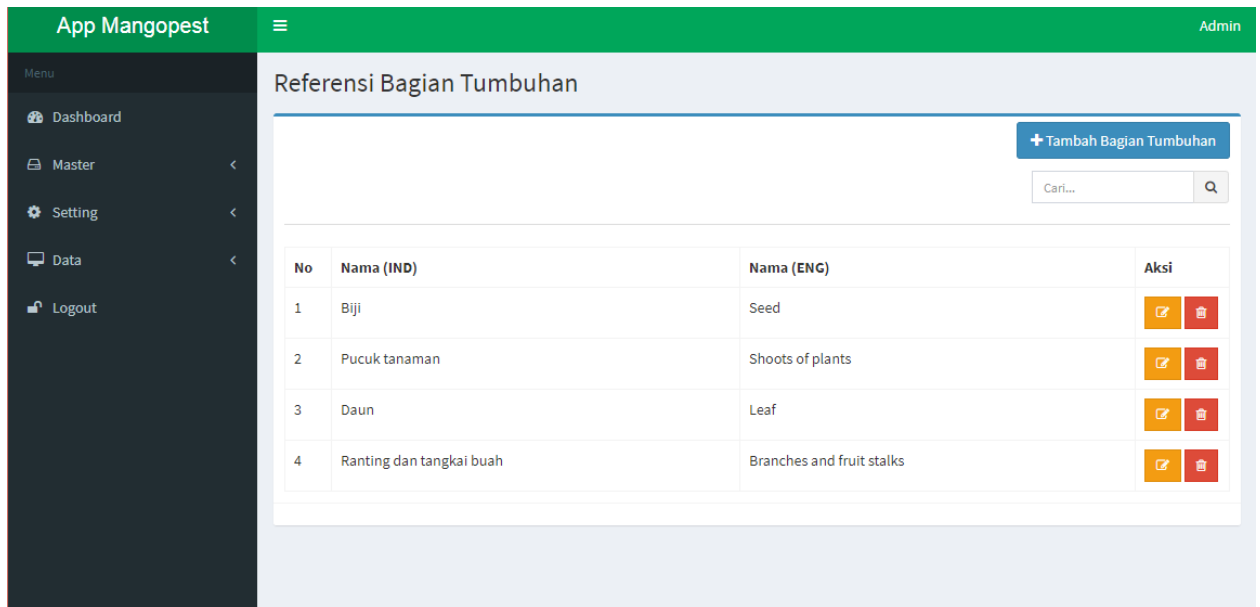 App Mangopest
Admin
Menu
Dashboard
Master
Setting
Data
Logout
Referensi Bagian Tumbuhan
Tambah Bagian Tumbuhan
Cari...
No Nama (IND) Nama (ENG) Aksi
1 Biji Seed
2 Pucuk tanaman Shoots of plants
3 Daun Leaf
4 Ranting dan tangkai buah Branches and fruit stalks